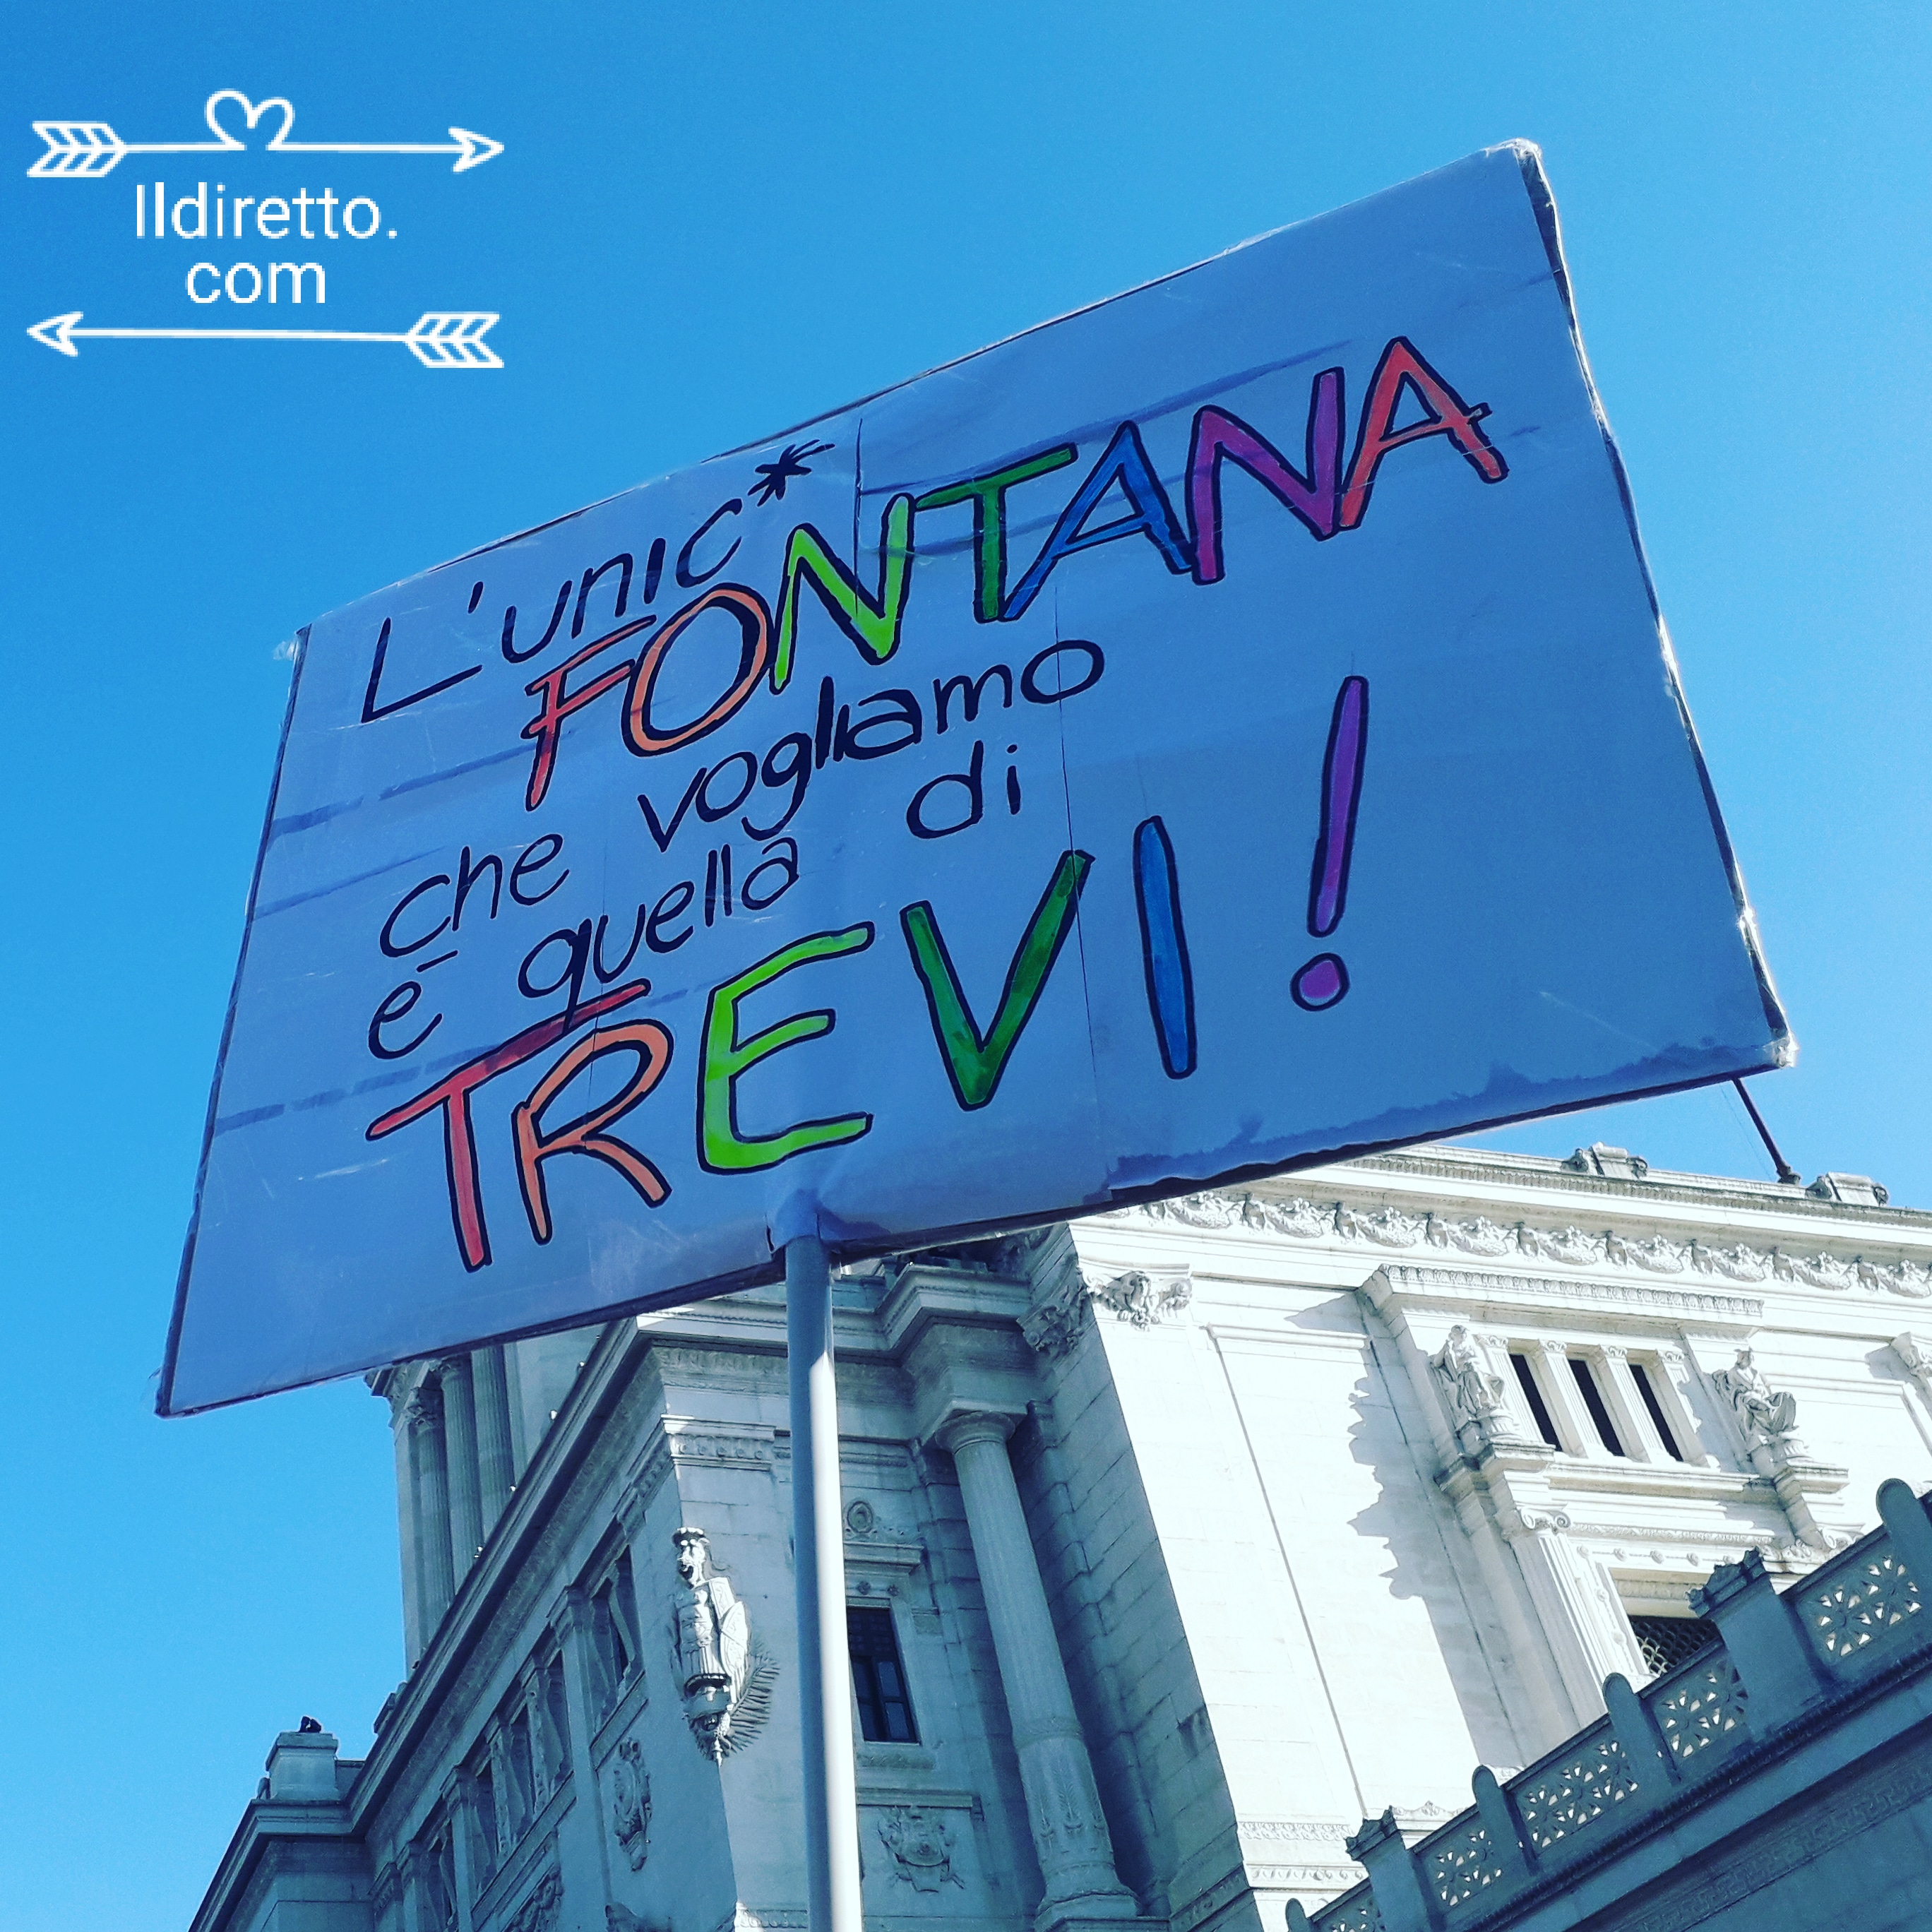 Ildiretto.
com
L'unic*
FONTANA
che vogliamo
è quella di
TREVI!